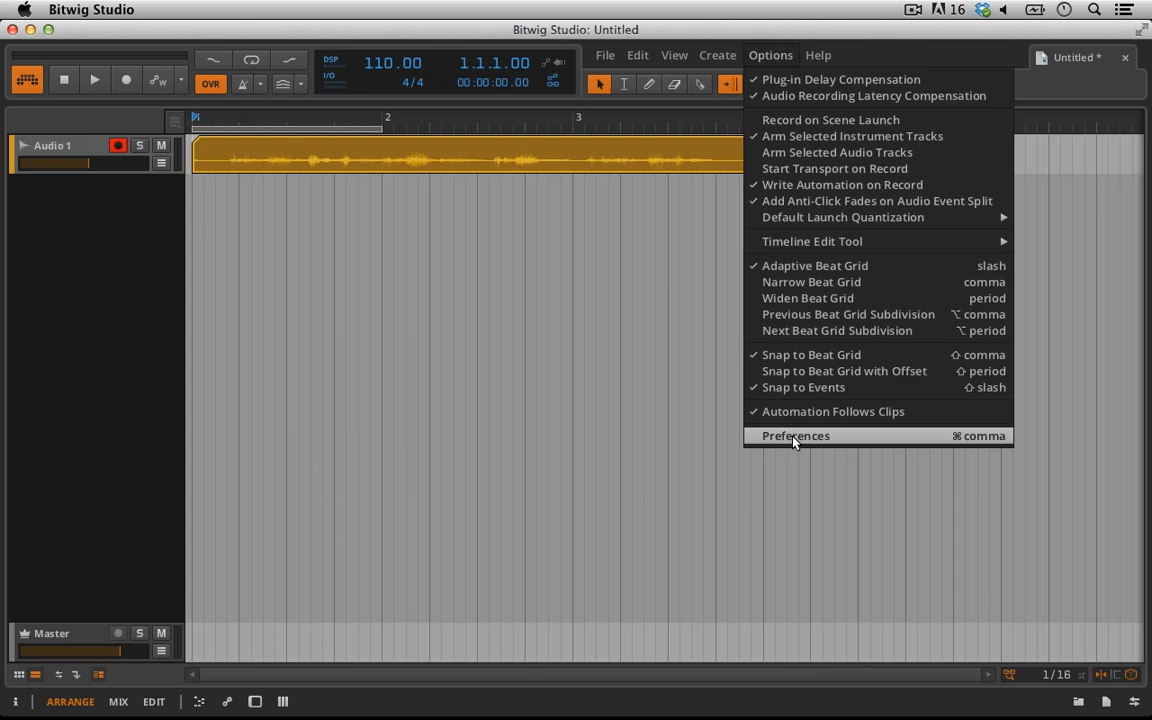 Bitwig Studio
16
Bitwig Studio: Untitled
DSP
I/O
110.00
4/4
1.1.1.00
00:00:00.00
OVR
File Edit View Create Options Help
Untitled *
Plug-in Delay Compensation
Audio Recording Latency Compensation
Record on Scene Launch
Arm Selected Instrument Tracks
Arm Selected Audio Tracks
Start Transport on Record
Write Automation on Record
Add Anti-Click Fades on Audio Event Split
Default Launch Quantization
Timeline Edit Tool
Adaptive Beat Grid slash
Narrow Beat Grid comma
Widen Beat Grid period
Previous Beat Grid Subdivision ⌥ comma
Next Beat Grid Subdivision ⌥ period
Snap to Beat Grid ⇧ comma
Snap to Beat Grid with Offset ⇧ period
Snap to Events ⇧ slash
Automation Follows Clips
Preferences ⌘ comma
2 3
Audio 1 S M
Master S M
1/16 st
i ARRANGE MIX EDIT